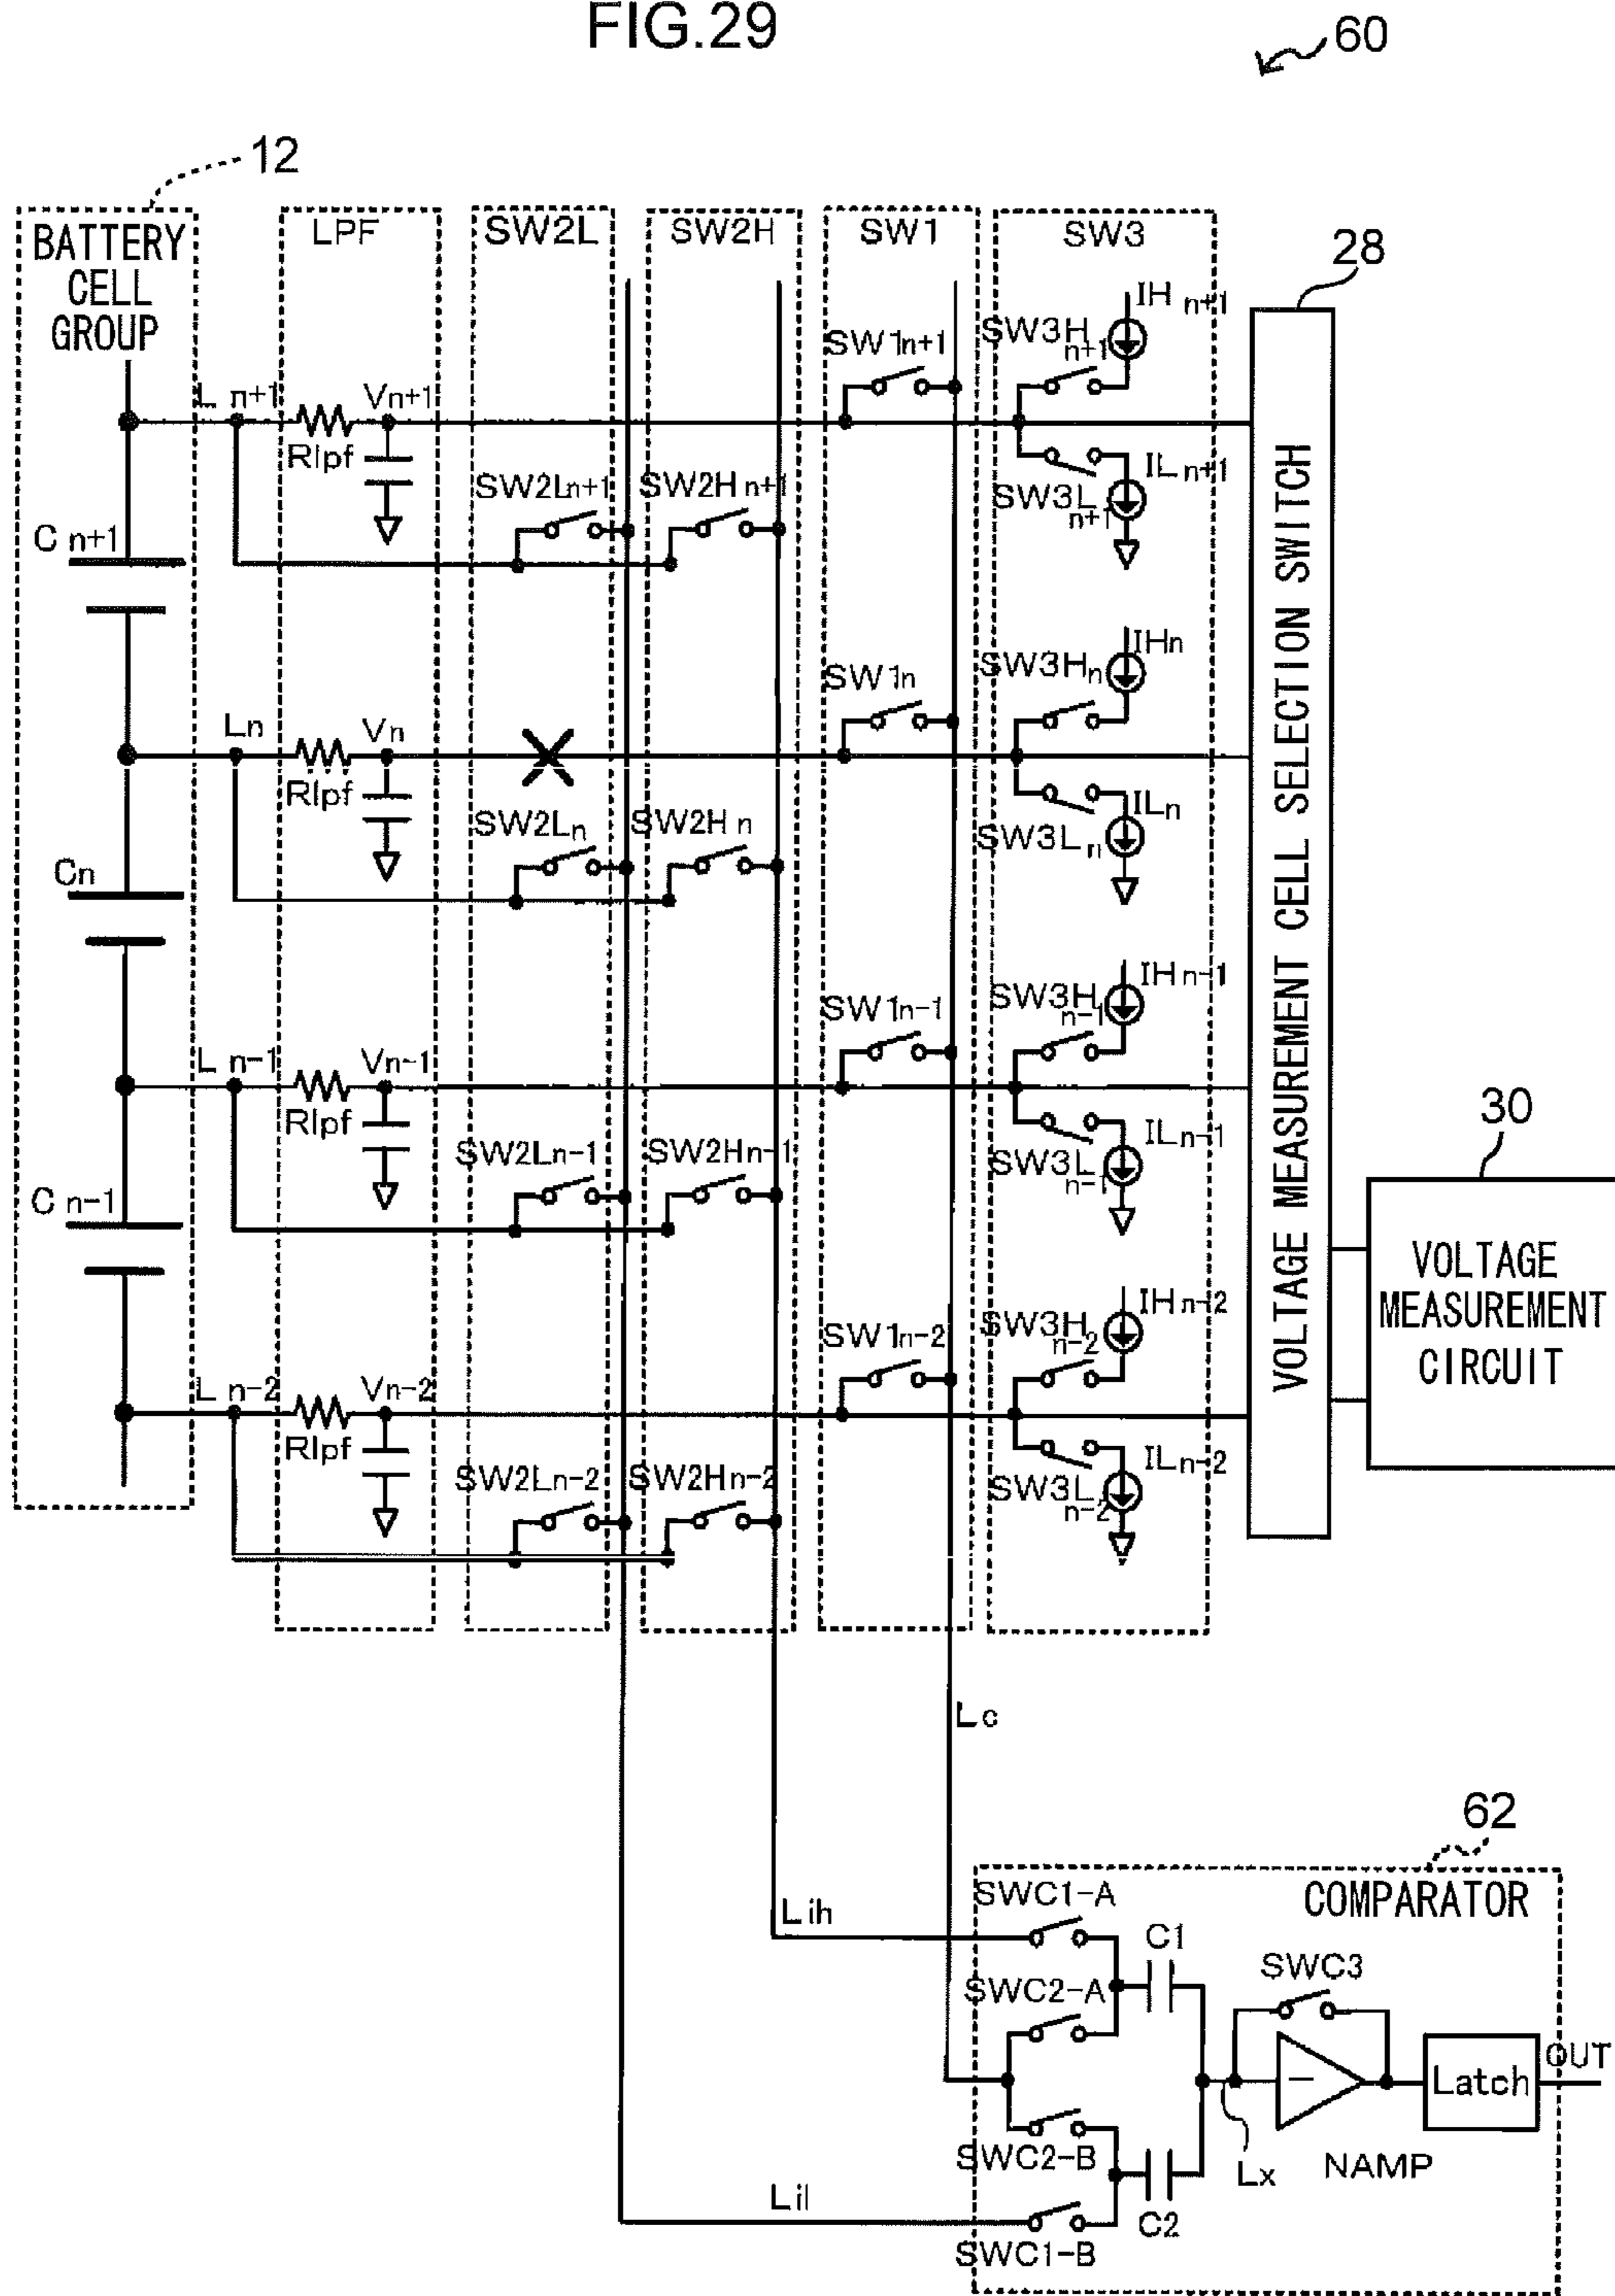 FIG.29
60
12
BATTERY
CELL
GROUP
LPF
SW2L
SW2H
SW1
SW3
28
IH n+1
SW3H n+1
SW1n+1
L n+1
Vn+1
Rlpf
SW2Ln+1
SW2Hn+1
IL n+1
SW3L n+1
C n+1
IHn
SW3Hn
SW1n
Ln
Vn
Rlpf
SW2Ln
SW2Hn
ILn
SW3Ln
Cn
IHn-1
SW3H n-1
SW1n-1
L n-1
Vn-1
Rlpf
SW2Ln-1
SW2Hn-1
ILn-1
SW3L n-1
C n-1
IHn-2
SW3H n-2
SW1n-2
L n-2
Vn-2
Rlpf
SW2Ln-2
SW2Hn-2
ILn-2
SW3L n-2
VOLTAGE MEASUREMENT CELL SELECTION SWITCH
30
VOLTAGE
MEASUREMENT
CIRCUIT
Lc
62
COMPARATOR
SWC1-A
Lih
C1
SWC3
SWC2-A
OUT
Latch
SWC2-B
Lx
NAMP
Lil
C2
SWC1-B